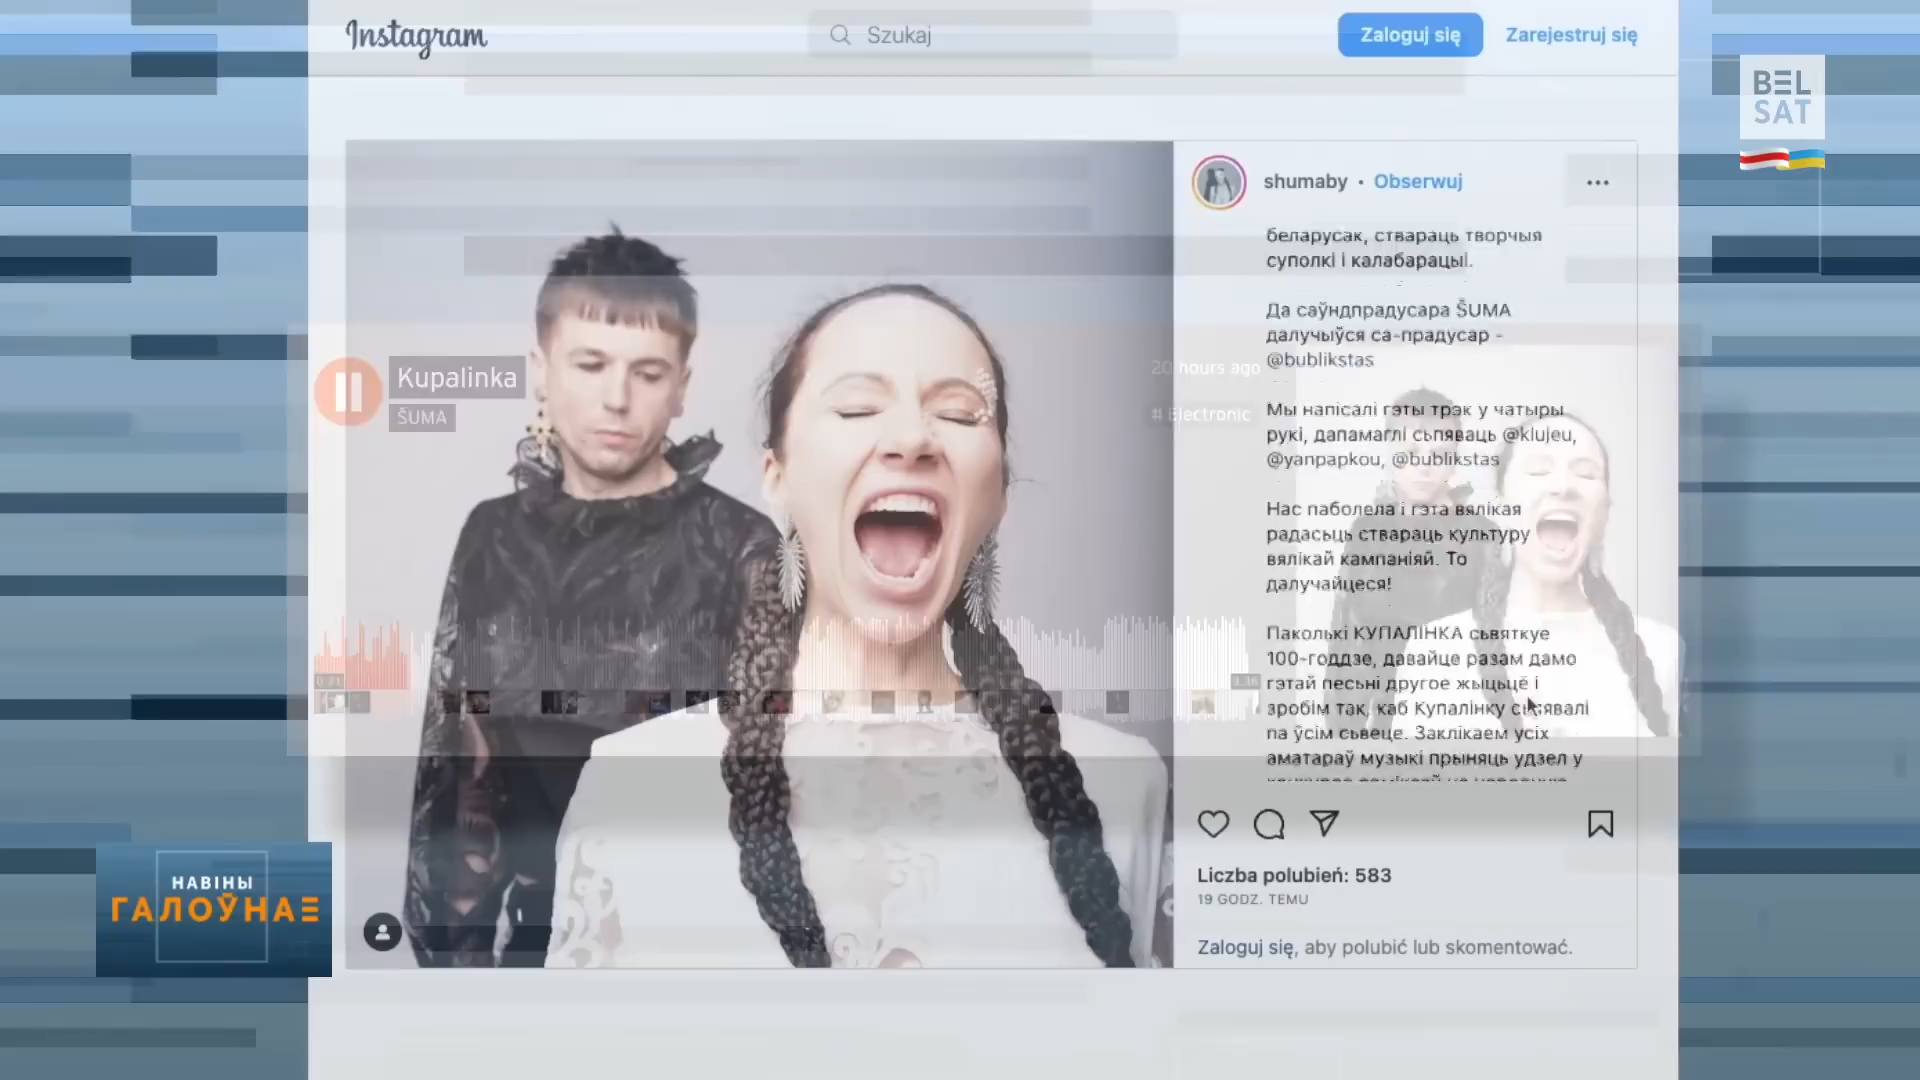 Instagram
Szukaj
Zaloguj się
Zarejestruj się
BEL
SAT
shumaby • Obserwuj
беларусак, ствараць творчыя
суполкі і калабарацыі.
Да саўндпрадусара ŠUMA
далучыўся са-прадусар -
@bublikstas
Мы напісалі гэты трэк у чатыры
рукі, дапамаглі сьпяваць @klujeu,
@yanpapkou, @bublikstas
Нас паболела і гэта вялікая
радасьць ствараць культуру
вялікай кампаніяй. То
далучайцеся!
Паколькі КУПАЛІНКА сьвяткуе
100-годдзе, давайце разам дамо
гэтай песьні другое жыцьцё і
зробім так, каб Купалінку сьпявалі
па ўсім сьвеце. Заклікаем усіх
аматараў музыкі прыняць удзел у
Kupalinka
ŠUMA
20 hours ago
# Electronic
0:21
3:36
Liczba polubień: 583
19 GODZ. TEMU
Zaloguj się, aby polubić lub skomentować.
НАВІНЫ
ГАЛОЎНАЕ